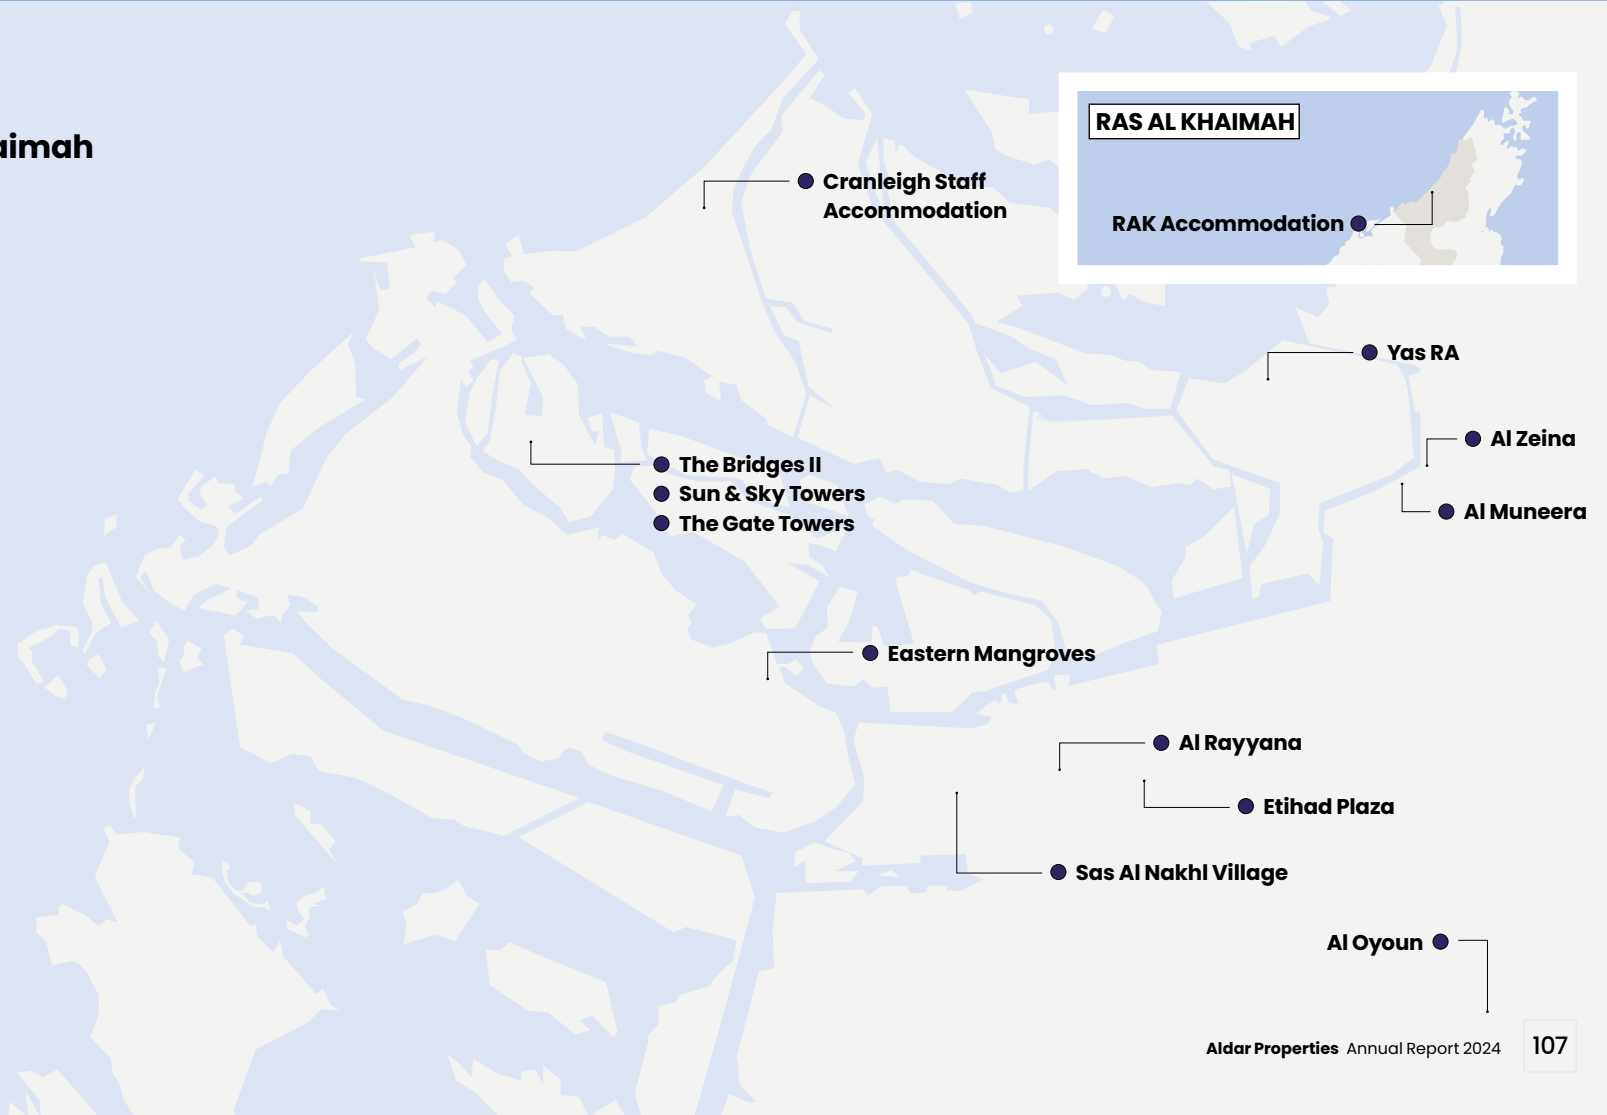 aimah
RAS AL KHAIMAH
RAK Accommodation
Cranleigh Staff
Accommodation
Yas RA
Al Zeina
The Bridges II
Sun & Sky Towers
The Gate Towers
Al Muneera
Eastern Mangroves
Al Rayyana
Etihad Plaza
Sas Al Nakhl Village
Al Oyoun
Aldar Properties Annual Report 2024 107